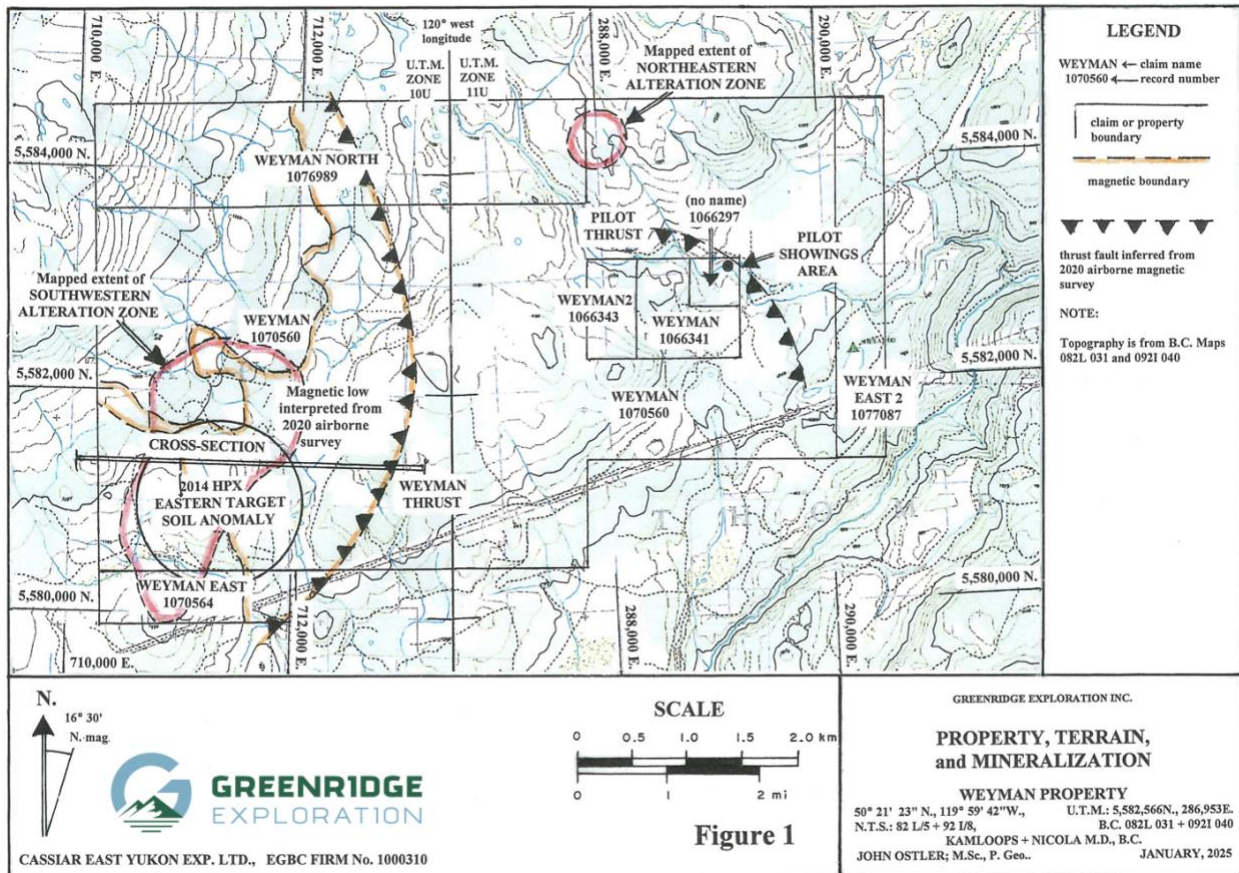 710,000 E.
712,000 E.
120° west
longitude
U.T.M.
ZONE
10U
U.T.M.
ZONE
11U
288,000 E.
Mapped extent of
NORTHEASTERN
ALTERATION ZONE
290,000 E.
5,584,000 N.
5,584,000 N.
WEYMAN NORTH
1076989
PILOT
THRUST
(no name)
1066297
PILOT
SHOWINGS
AREA
Mapped extent of
SOUTHWESTERN
ALTERATION ZONE
WEYMAN
1070560
WEYMAN2
1066343
WEYMAN
1066341
5,582,000 N.
5,582,000 N.
Magnetic low
interpreted from
2020 airborne
survey
WEYMAN
1070560
WEYMAN
EAST 2
1077087
CROSS-SECTION
2014 HPX
EASTERN TARGET
SOIL ANOMALY
WEYMAN
THRUST
T H O M
WEYMAN EAST
1070564
5,580,000 N.
5,580,000 N.
710,000 E.
712,000 E.
288,000 E.
290,000 E.
LEGEND
WEYMAN ← claim name
1070560 ← record number
claim or property
boundary
magnetic boundary
thrust fault inferred from
2020 airborne magnetic
survey
NOTE:
Topography is from B.C. Maps
082L 031 and 092I 040
N.
16° 30'
N. mag.
GREENRIDGE
EXPLORATION
CASSIAR EAST YUKON EXP. LTD., EGBC FIRM No. 1000310
SCALE
0 0.5 1.0 1.5 2.0 km
0 1 2 mi
Figure 1
GREENRIDGE EXPLORATION INC.
PROPERTY, TERRAIN,
and MINERALIZATION
WEYMAN PROPERTY
50° 21' 23" N., 119° 59' 42"W., U.T.M.: 5,582,566N., 286,953E.
N.T.S.: 82 L/5 + 92 I/8, B.C. 082L 031 + 092I 040
KAMLOOPS + NICOLA M.D., B.C.
JOHN OSTLER; M.Sc., P. Geo.. JANUARY, 2025